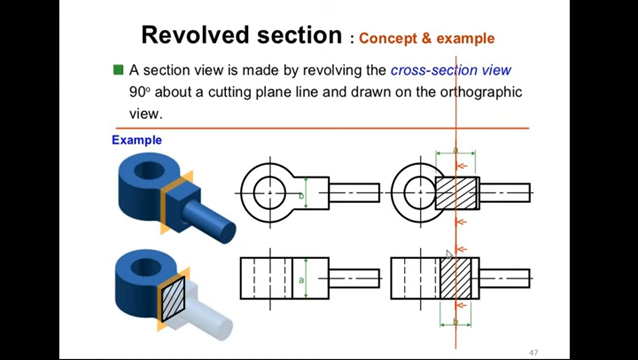 Revolved section : Concept & example
A section view is made by revolving the cross-section view
90° about a cutting plane line and drawn on the orthographic
view.
Example
a
b
a
b
47